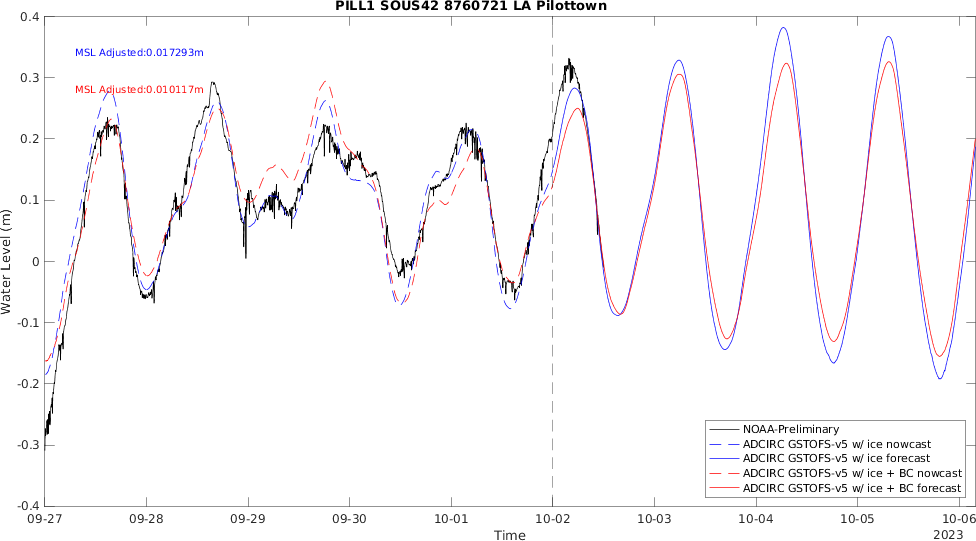 PILL1 SOUS42 8760721 LA Pilottown
0.4
MSL Adjusted:0.017293m
0.3
MSL Adjusted:0.010117m
0.2
0.1
Water Level (m)
0
-0.1
-0.2
-0.3
NOAA-Preliminary
ADCIRC GSTOFS-v5 w/ ice nowcast
ADCIRC GSTOFS-v5 w/ ice forecast
ADCIRC GSTOFS-v5 w/ ice + BC nowcast
ADCIRC GSTOFS-v5 w/ ice + BC forecast
-0.4
09-27 09-28 09-29 09-30 10-01 10-02 10-03 10-04 10-05 10-06
Time 2023